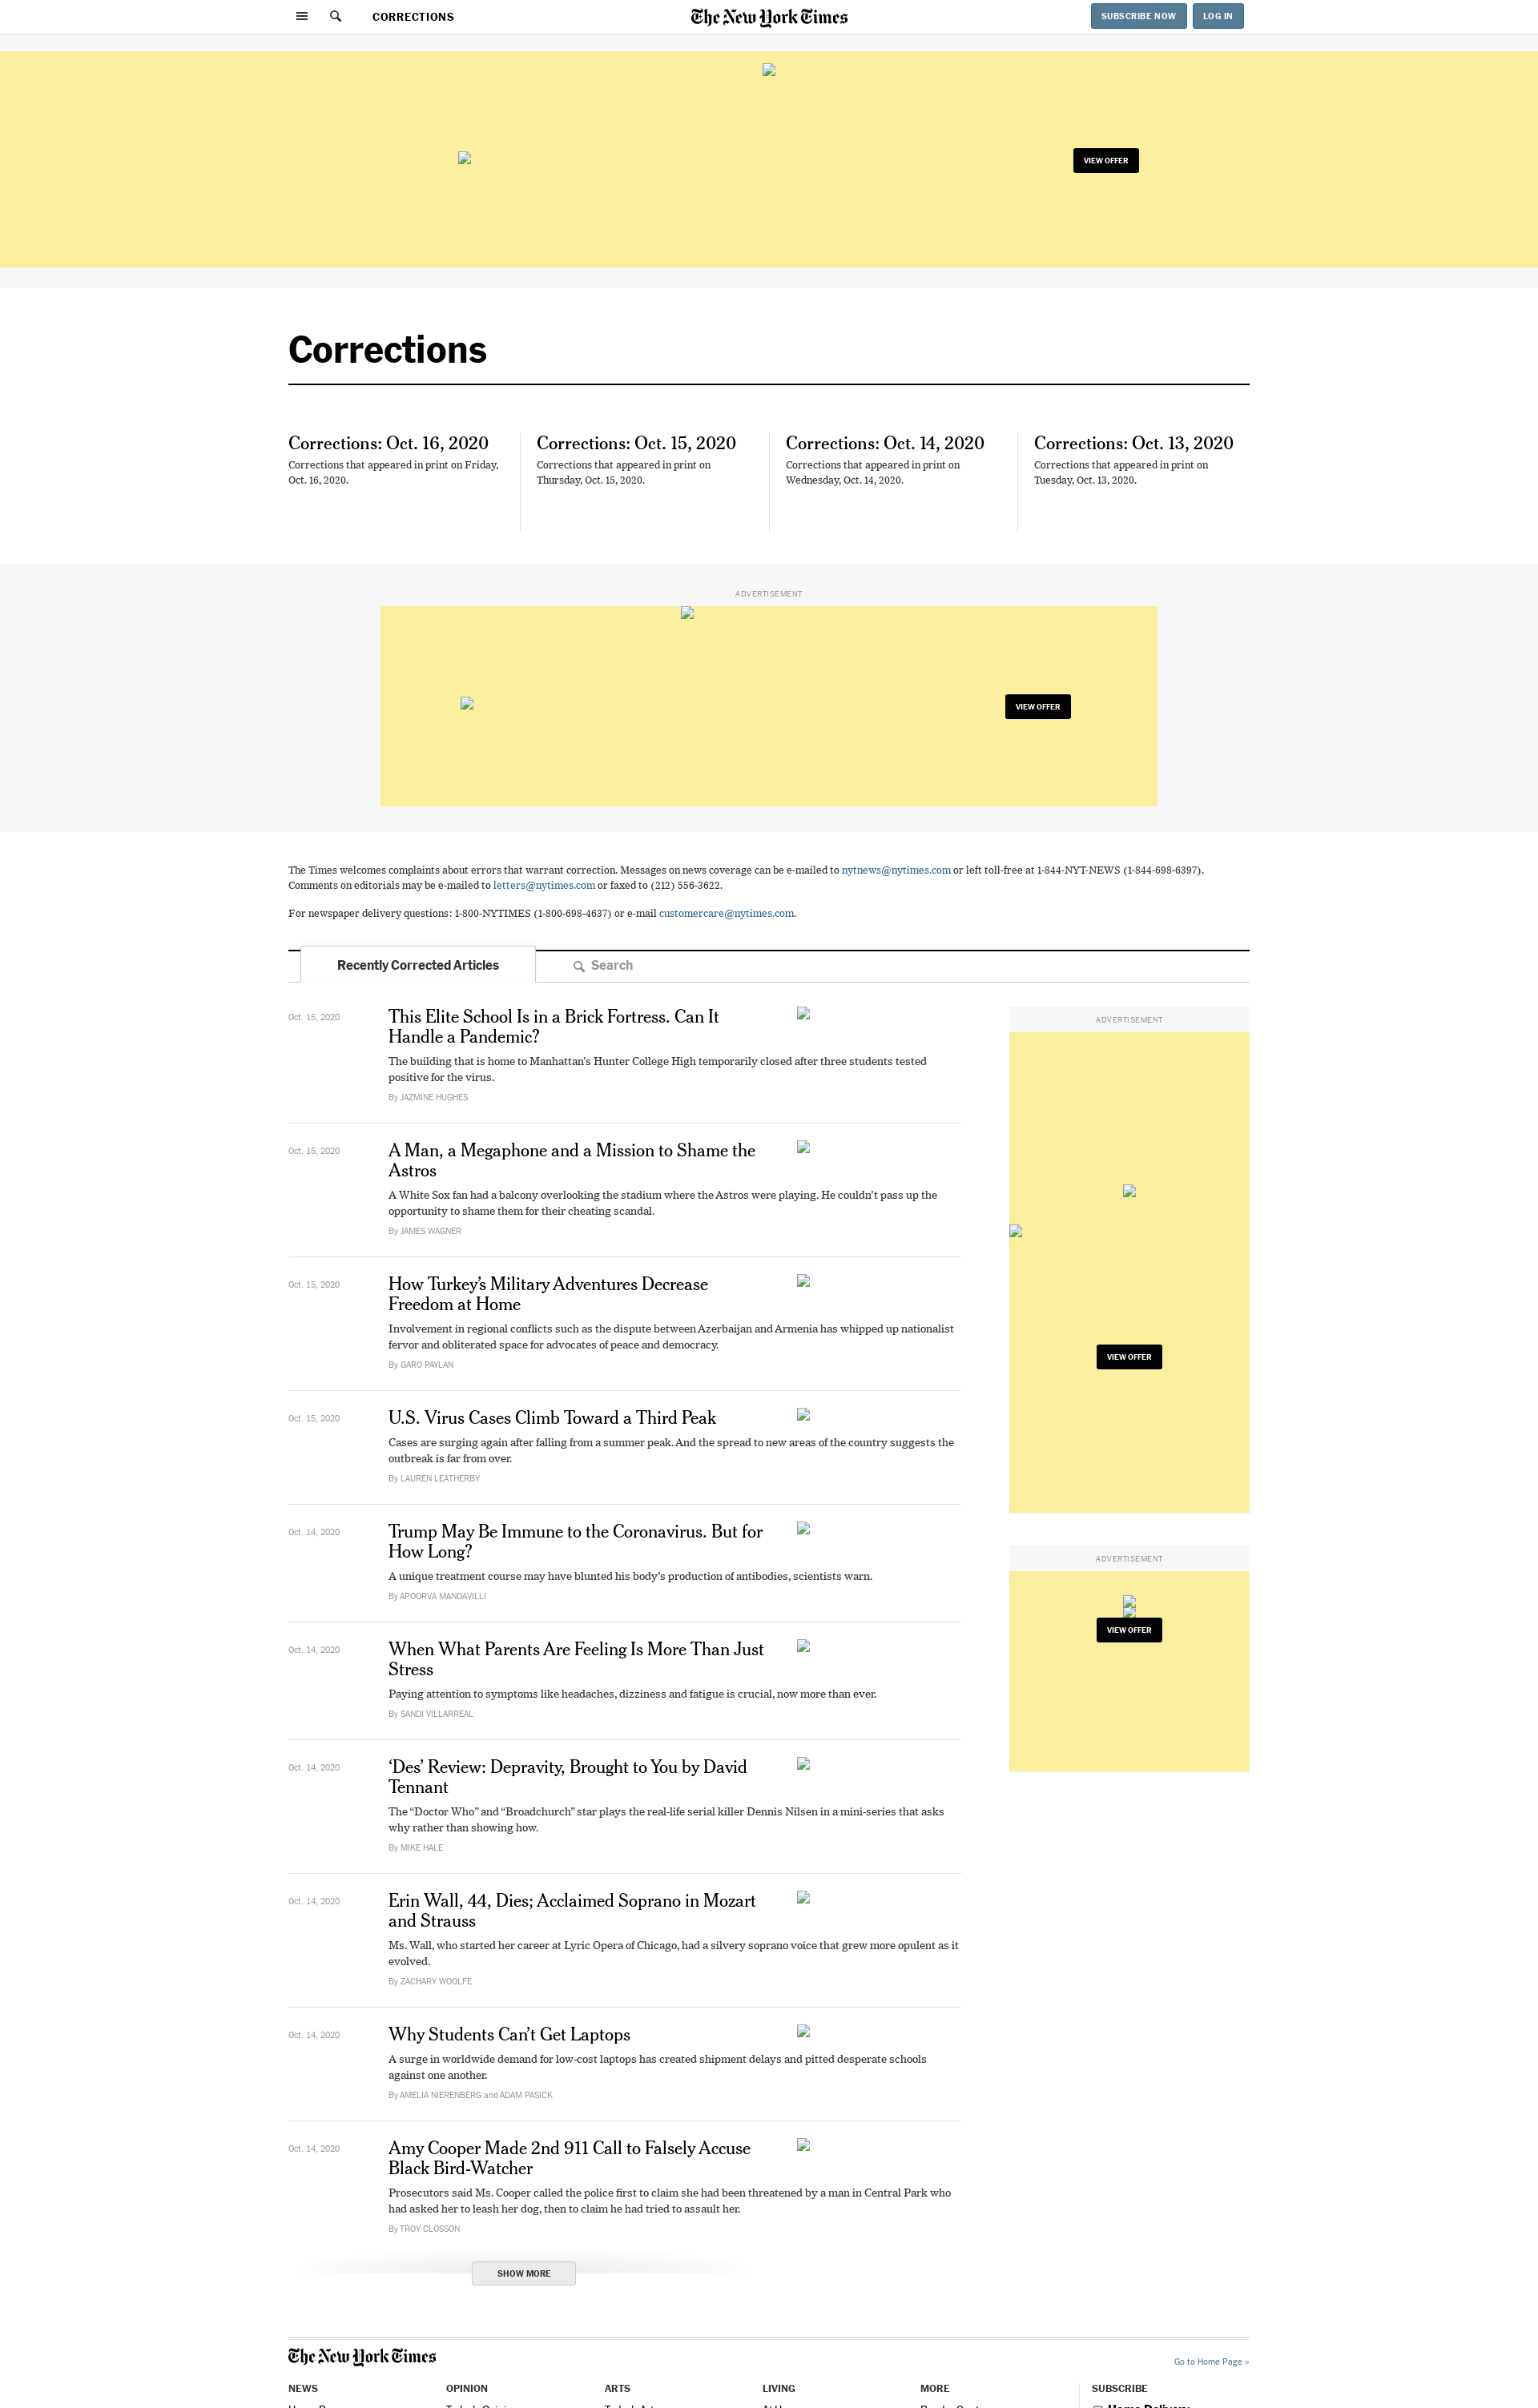 CORRECTIONS
The New York Times
SUBSCRIBE NOW
LOG IN
VIEW OFFER
Corrections
Corrections: Oct. 16, 2020
Corrections that appeared in print on Friday,
Oct. 16, 2020.
Corrections: Oct. 15, 2020
Corrections that appeared in print on
Thursday, Oct. 15, 2020.
Corrections: Oct. 14, 2020
Corrections that appeared in print on
Wednesday, Oct. 14, 2020.
Corrections: Oct. 13, 2020
Corrections that appeared in print on
Tuesday, Oct. 13, 2020.
ADVERTISEMENT
VIEW OFFER
The Times welcomes complaints about errors that warrant correction. Messages on news coverage can be e-mailed to nytnews@nytimes.com or left toll-free at 1-844-NYT-NEWS (1-844-698-6397).
Comments on editorials may be e-mailed to letters@nytimes.com or faxed to (212) 556-3622.
For newspaper delivery questions: 1-800-NYTIMES (1-800-698-4637) or e-mail customercare@nytimes.com.
Recently Corrected Articles
Search
Oct. 15, 2020
This Elite School Is in a Brick Fortress. Can It
Handle a Pandemic?
The building that is home to Manhattan’s Hunter College High temporarily closed after three students tested
positive for the virus.
By JAZMINE HUGHES
Oct. 15, 2020
A Man, a Megaphone and a Mission to Shame the
Astros
A White Sox fan had a balcony overlooking the stadium where the Astros were playing. He couldn’t pass up the
opportunity to shame them for their cheating scandal.
By JAMES WAGNER
Oct. 15, 2020
How Turkey’s Military Adventures Decrease
Freedom at Home
Involvement in regional conflicts such as the dispute between Azerbaijan and Armenia has whipped up nationalist
fervor and obliterated space for advocates of peace and democracy.
By GARO PAYLAN
Oct. 15, 2020
U.S. Virus Cases Climb Toward a Third Peak
Cases are surging again after falling from a summer peak. And the spread to new areas of the country suggests the
outbreak is far from over.
By LAUREN LEATHERBY
Oct. 14, 2020
Trump May Be Immune to the Coronavirus. But for
How Long?
A unique treatment course may have blunted his body’s production of antibodies, scientists warn.
By APOORVA MANDAVILLI
Oct. 14, 2020
When What Parents Are Feeling Is More Than Just
Stress
Paying attention to symptoms like headaches, dizziness and fatigue is crucial, now more than ever.
By SANDI VILLARREAL
Oct. 14, 2020
‘Des’ Review: Depravity, Brought to You by David
Tennant
The “Doctor Who” and “Broadchurch” star plays the real-life serial killer Dennis Nilsen in a mini-series that asks
why rather than showing how.
By MIKE HALE
Oct. 14, 2020
Erin Wall, 44, Dies; Acclaimed Soprano in Mozart
and Strauss
Ms. Wall, who started her career at Lyric Opera of Chicago, had a silvery soprano voice that grew more opulent as it
evolved.
By ZACHARY WOOLFE
Oct. 14, 2020
Why Students Can’t Get Laptops
A surge in worldwide demand for low-cost laptops has created shipment delays and pitted desperate schools
against one another.
By AMELIA NIERENBERG and ADAM PASICK
Oct. 14, 2020
Amy Cooper Made 2nd 911 Call to Falsely Accuse
Black Bird-Watcher
Prosecutors said Ms. Cooper called the police first to claim she had been threatened by a man in Central Park who
had asked her to leash her dog, then to claim he had tried to assault her.
By TROY CLOSSON
SHOW MORE
ADVERTISEMENT
VIEW OFFER
ADVERTISEMENT
VIEW OFFER
The New York Times
Go to Home Page »
NEWS
OPINION
ARTS
LIVING
MORE
SUBSCRIBE